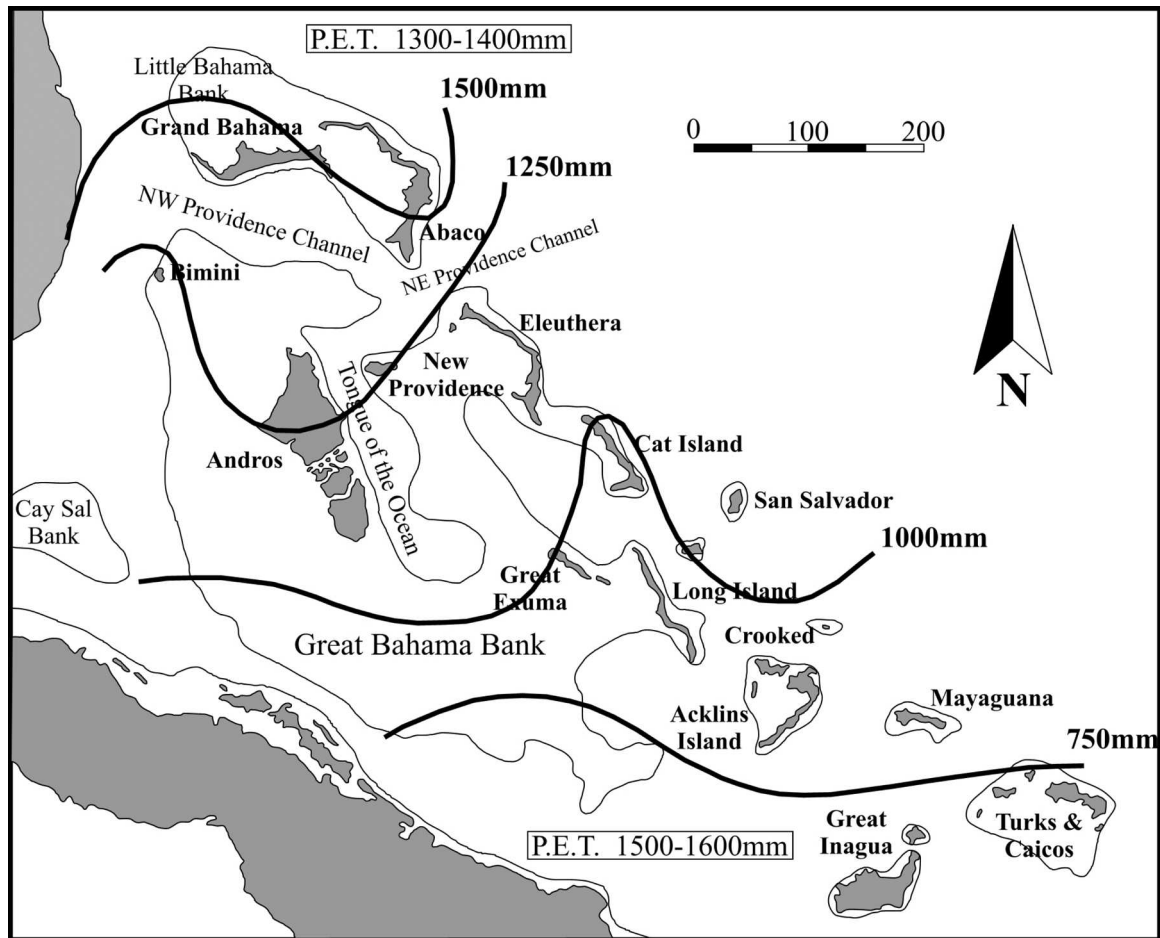 P.E.T. 1300-1400mm
Little Bahama
Bank
1500mm
Grand Bahama
0 100 200
1250mm
NW Providence Channel
Abaco
NE Providence Channel
Bimini
Eleuthera
New
Providence
Tongue of the Ocean
Andros
Cat Island
N
San Salvador
Cay Sal
Bank
1000mm
Great
Exuma
Long Island
Crooked
Great Bahama Bank
Mayaguana
Acklins
Island
750mm
Great
Inagua
Turks &
Caicos
P.E.T. 1500-1600mm